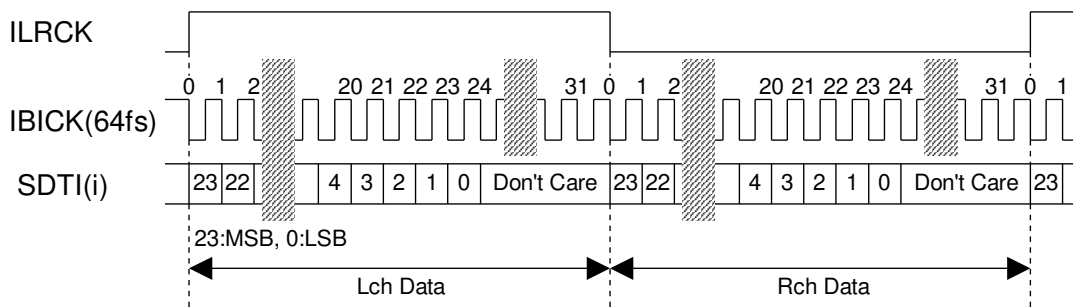 ILRCK
0 1 2 20 21 22 23 24 31 0 1 2 20 21 22 23 24 31 0 1
IBICK(64fs)
SDTI(i) 23 22 4 3 2 1 0 Don't Care 23 22 4 3 2 1 0 Don't Care 23
23:MSB, 0:LSB
Lch Data Rch Data